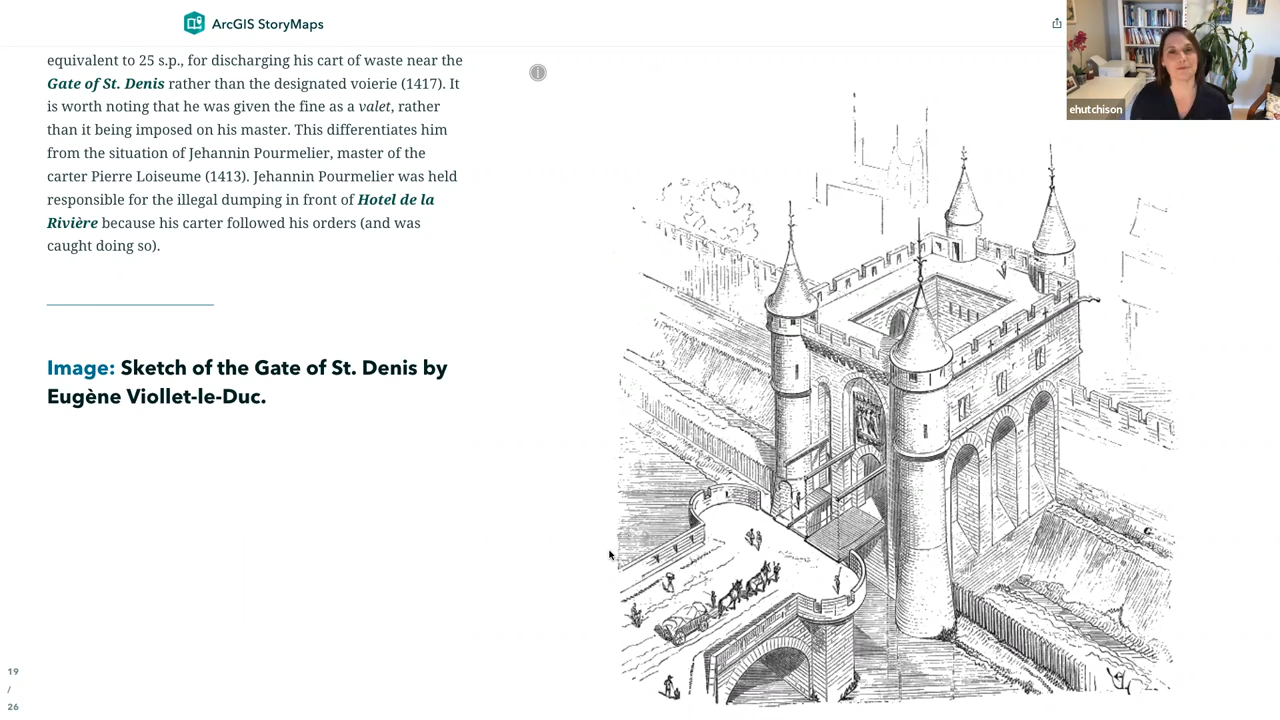 ArcGIS StoryMaps
equivalent to 25 s.p., for discharging his cart of waste near the
Gate of St. Denis rather than the designated voierie (1417). It
is worth noting that he was given the fine as a valet, rather
than it being imposed on his master. This differentiates him
from the situation of Jehannin Pourmelier, master of the
carter Pierre Loiseume (1413). Jehannin Pourmelier was held
responsible for the illegal dumping in front of Hotel de la
Rivière because his carter followed his orders (and was
caught doing so).
Image: Sketch of the Gate of St. Denis by
Eugène Viollet-le-Duc.
ehutchison
19
/
26